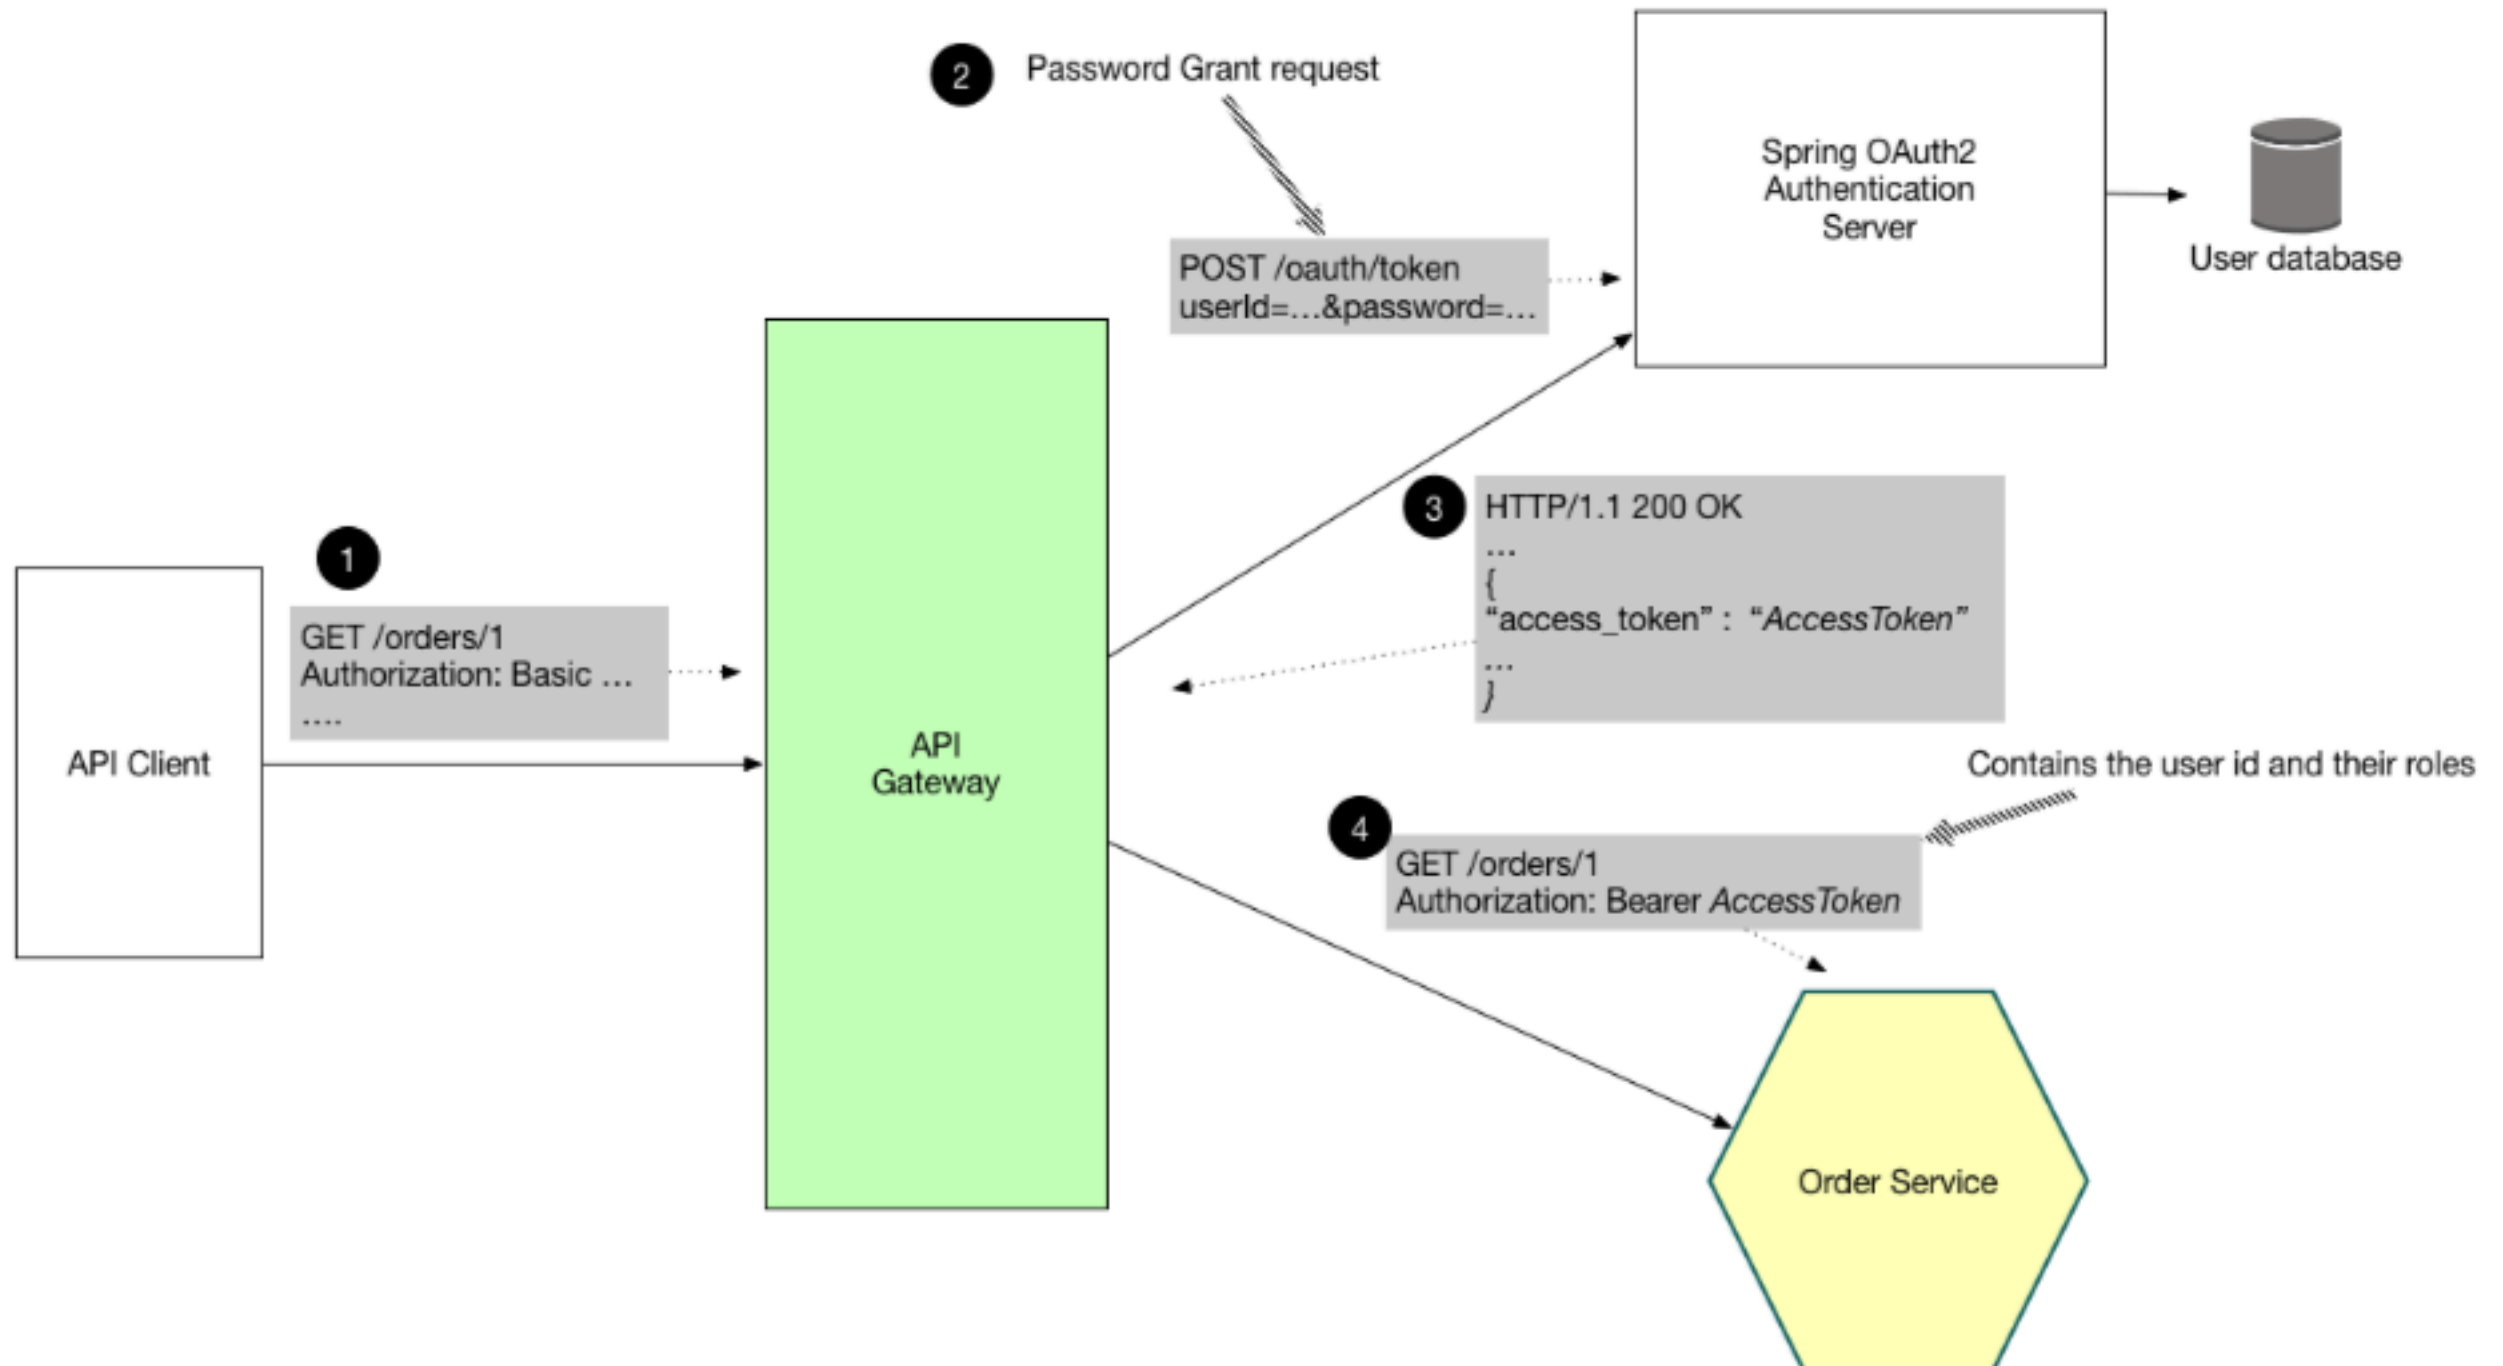 2
Password Grant request
POST /oauth/token
userId=...&password=...
Spring OAuth2
Authentication
Server
User database
1
GET /orders/1
Authorization: Basic ...
....
API Client
API
Gateway
3
HTTP/1.1 200 OK
...
{
“access_token” : “AccessToken”
...
}
Contains the user id and their roles
4
GET /orders/1
Authorization: Bearer AccessToken
Order Service